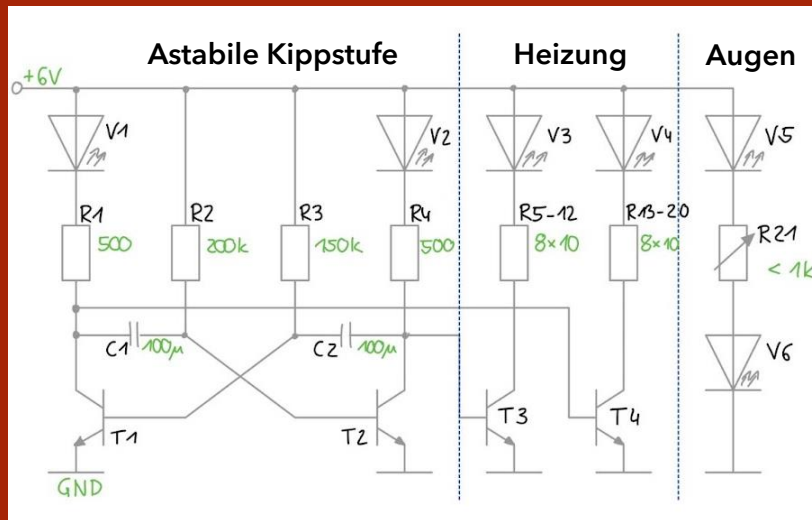 Astabile Kippstufe
Heizung
Augen
+6V
V1
V2
V3
V4
V5
R1
500
R2
200k
R3
150k
R4
500
R5-12
8×10
R13-20
8×10
R21
< 1k
C1
100µ
C2
100µ
V6
T1
T2
T3
T4
GND